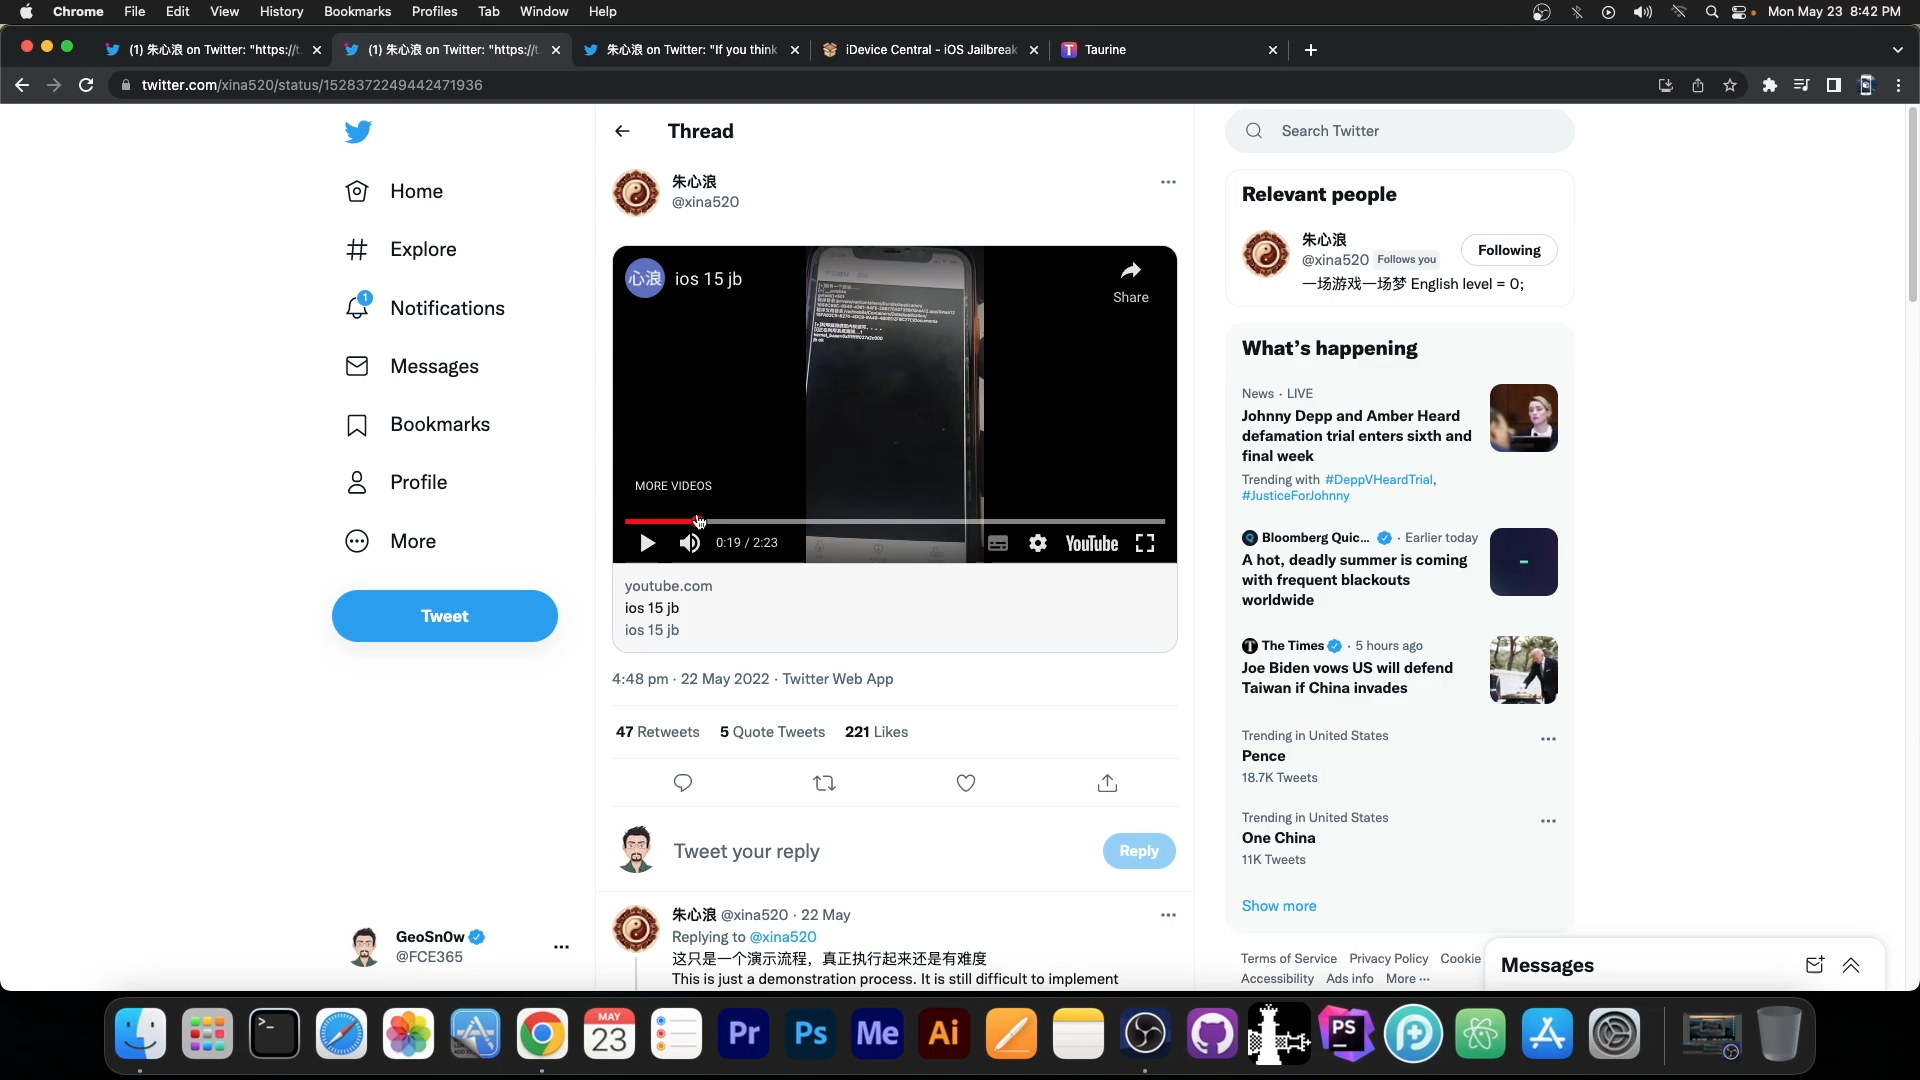 Chrome File Edit View History Bookmarks Profiles Tab Window Help
Mon May 23 8:42 PM
(1) 朱心浪 on Twitter: "https://t.
(1) 朱心浪 on Twitter: "https://t.
朱心浪 on Twitter: "If you think
iDevice Central - iOS Jailbreak
Taurine
twitter.com/xina520/status/1528372249442471936
Home
Explore
1
Notifications
Messages
Bookmarks
Profile
More
Tweet
GeoSn0w
@FCE365
Thread
朱心浪
@xina520
心浪 ios 15 jb
Share
MORE VIDEOS
0:19 / 2:23
YouTube
youtube.com
ios 15 jb
ios 15 jb
4:48 pm · 22 May 2022 · Twitter Web App
47 Retweets 5 Quote Tweets 221 Likes
Tweet your reply
Reply
朱心浪 @xina520 · 22 May
Replying to @xina520
这只是一个演示流程，真正执行起来还是有难度
This is just a demonstration process. It is still difficult to implement
Search Twitter
Relevant people
朱心浪
@xina520 Follows you
Following
一场游戏一场梦 English level = 0;
What's happening
News · LIVE
Johnny Depp and Amber Heard
defamation trial enters sixth and
final week
Trending with #DeppVHeardTrial,
#JusticeForJohnny
Bloomberg Quic... · Earlier today
A hot, deadly summer is coming
with frequent blackouts
worldwide
The Times · 5 hours ago
Joe Biden vows US will defend
Taiwan if China invades
Trending in United States
Pence
18.7K Tweets
Trending in United States
One China
11K Tweets
Show more
Terms of Service Privacy Policy Cookie
Accessibility Ads info More ···
Messages
MAY
23
Pr
Ps
Me
Ai
PS